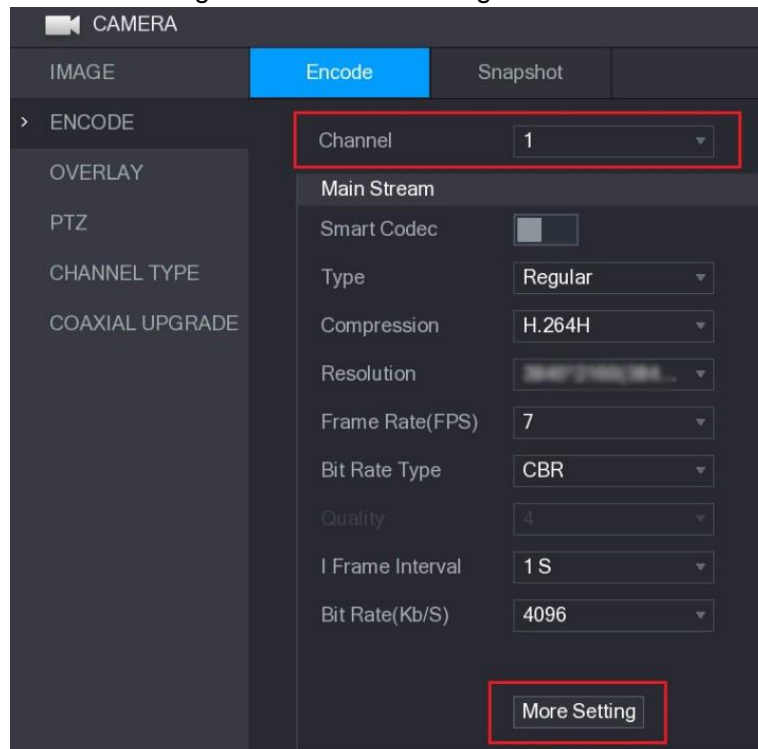 CAMERA
IMAGE
Encode Snapshot
> ENCODE
Channel 1
OVERLAY
Main Stream
PTZ
Smart Codec
CHANNEL TYPE
Type Regular
COAXIAL UPGRADE
Compression H.264H
Resolution
Frame Rate(FPS) 7
Bit Rate Type CBR
Quality 4
I Frame Interval 1 S
Bit Rate(Kb/S) 4096
More Setting